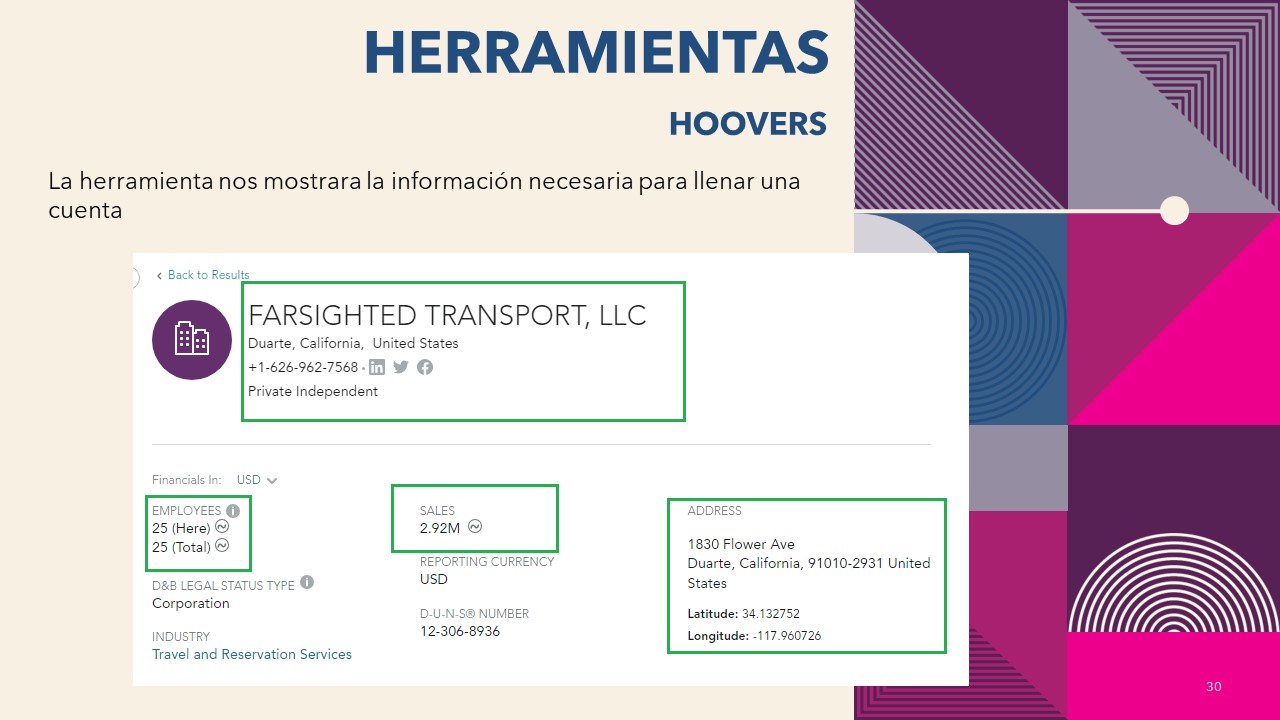 HERRAMIENTAS
HOOVERS
La herramienta nos mostrara la información necesaria para llenar una
cuenta
Back to Results
FARSIGHTED TRANSPORT, LLC
Duarte, California, United States
+1-626-962-7568
Private Independent
Financials In: USD
EMPLOYEES
25 (Here)
25 (Total)
D&B LEGAL STATUS TYPE
Corporation
INDUSTRY
Travel and Reservation Services
SALES
2.92M
REPORTING CURRENCY
USD
D-U-N-S® NUMBER
12-306-8936
ADDRESS
1830 Flower Ave
Duarte, California, 91010-2931 United
States
Latitude: 34.132752
Longitude: -117.960726
30